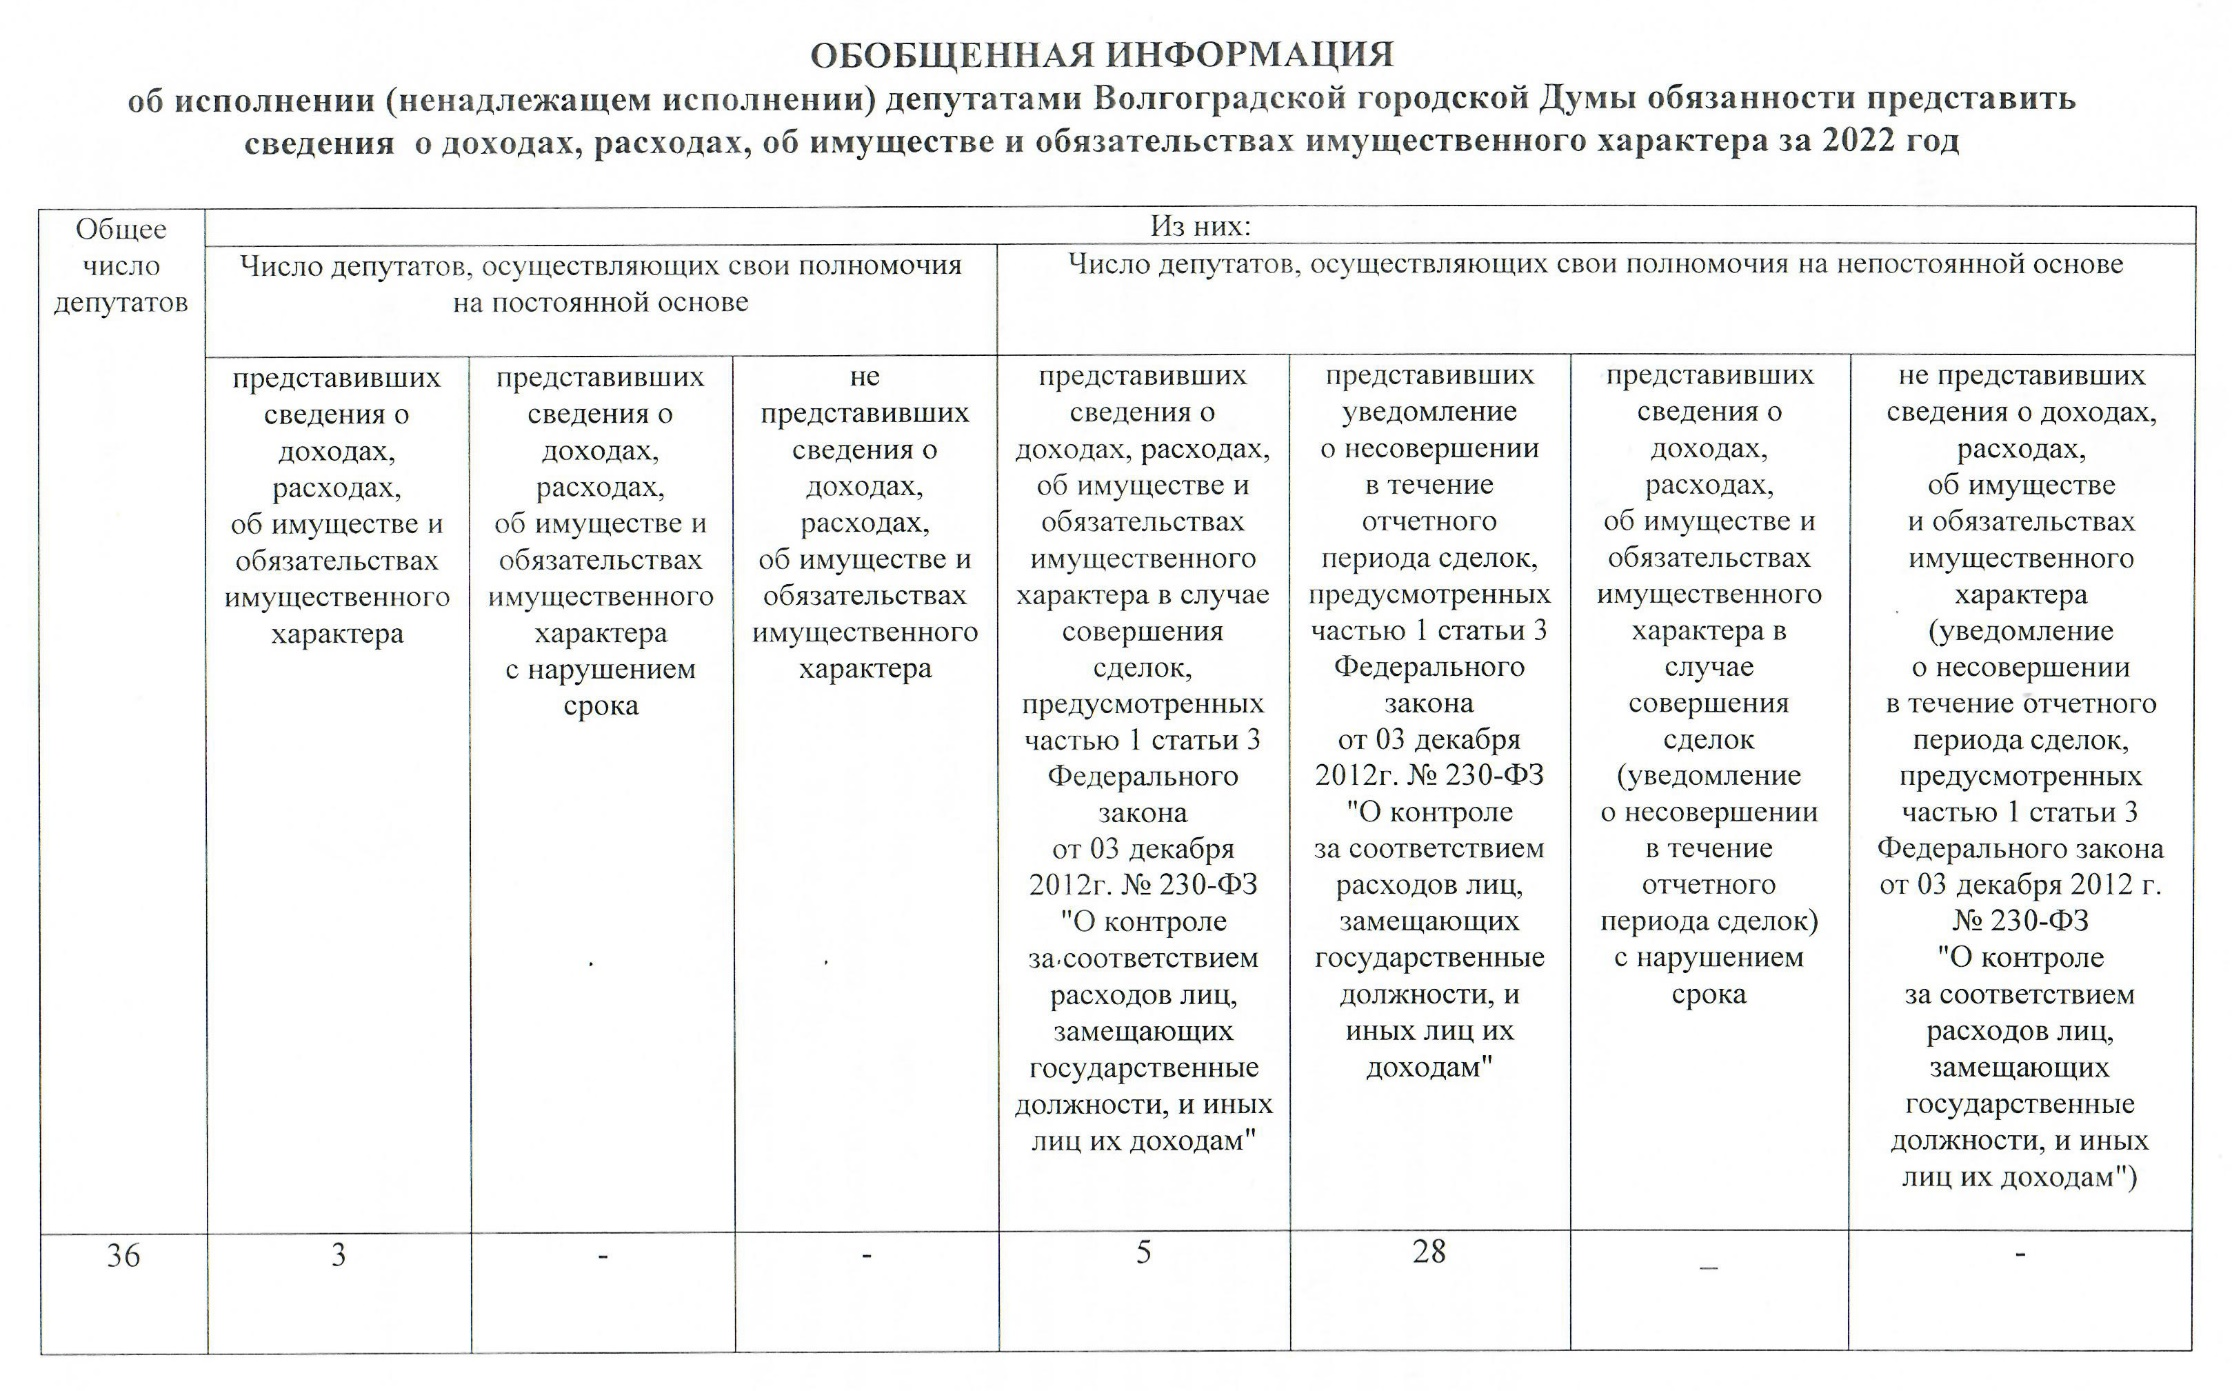 ОБОБЩЕННАЯ ИНФОРМАЦИЯ
об исполнении (ненадлежащем исполнении) депутатами Волгоградской городской Думы обязанности представить
сведения о доходах, расходах, об имуществе и обязательствах имущественного характера за 2022 год
Общее
число
депутатов
Из них:
Число депутатов, осуществляющих свои полномочия
на постоянной основе
Число депутатов, осуществляющих свои полномочия на непостоянной основе
представивших
сведения о
доходах,
расходах,
об имуществе и
обязательствах
имущественного
характера
представивших
сведения о
доходах,
расходах,
об имуществе и
обязательствах
имущественного
характера
с нарушением
срока
не
представивших
сведения о
доходах,
расходах,
об имуществе и
обязательствах
имущественного
характера
представивших
сведения о
доходах, расходах,
об имуществе и
обязательствах
имущественного
характера в случае
совершения
сделок,
предусмотренных
частью 1 статьи 3
Федерального
закона
от 03 декабря
2012г. № 230-ФЗ
"О контроле
за соответствием
расходов лиц,
замещающих
государственные
должности, и иных
лиц их доходам"
представивших
уведомление
о несовершении
в течение
отчетного
периода сделок,
предусмотренных
частью 1 статьи 3
Федерального
закона
от 03 декабря
2012г. № 230-ФЗ
"О контроле
за соответствием
расходов лиц,
замещающих
государственные
должности, и
иных лиц их
доходам"
представивших
сведения о
доходах,
расходах,
об имуществе и
обязательствах
имущественного
характера в
случае
совершения
сделок
(уведомление
о несовершении
в течение
отчетного
периода сделок)
с нарушением
срока
не представивших
сведения о доходах,
расходах,
об имуществе
и обязательствах
имущественного
характера
(уведомление
о несовершении
в течение отчетного
периода сделок,
предусмотренных
частью 1 статьи 3
Федерального закона
от 03 декабря 2012 г.
№ 230-ФЗ
"О контроле
за соответствием
расходов лиц,
замещающих
государственные
должности, и иных
лиц их доходам")
36
3
-
-
5
28
_
-